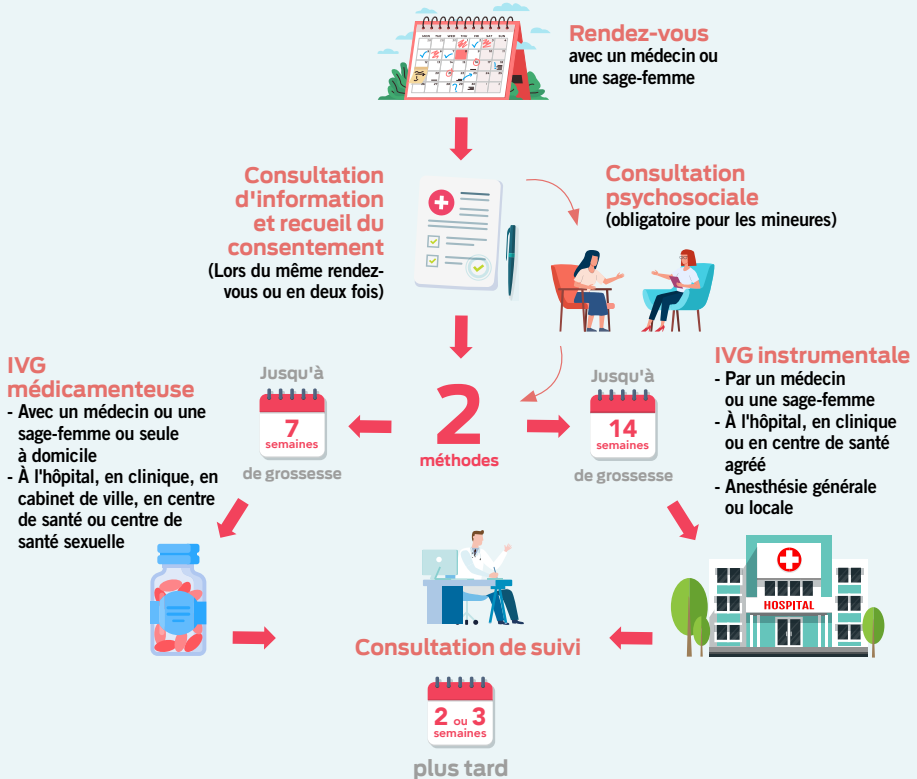 Rendez-vous
avec un médecin ou
une sage-femme
Consultation
d'information
et recueil du
consentement
(Lors du même rendez-
vous ou en deux fois)
Consultation
psychosociale
(obligatoire pour les mineures)
IVG
médicamenteuse
- Avec un médecin ou une
sage-femme ou seule
à domicile
- À l'hôpital, en clinique, en
cabinet de ville, en centre
de santé ou centre de
santé sexuelle
Jusqu'à
7
semaines
de grossesse
2
méthodes
Jusqu'à
14
semaines
de grossesse
IVG instrumentale
- Par un médecin
ou une sage-femme
- À l'hôpital, en clinique
ou en centre de santé
agréé
- Anesthésie générale
ou locale
HOSPITAL
Consultation de suivi
2 ou 3
semaines
plus tard